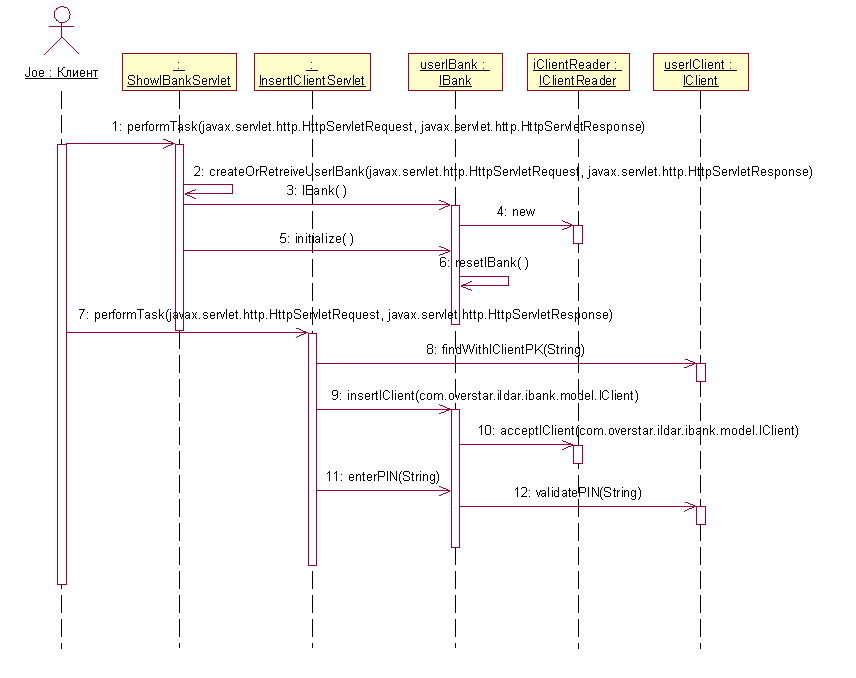 Joe : Клиент
 :
ShowIBankServlet
 :
InsertIClientServlet
userIBank :
IBank
iClientReader :
IClientReader
userIClient :
IClient
1: performTask(javax.servlet.http.HttpServletRequest, javax.servlet.http.HttpServletResponse)
2: createOrRetreiveUserIBank(javax.servlet.http.HttpServletRequest, javax.servlet.http.HttpServletResponse)
3: IBank( )
4: new
5: initialize( )
6: resetIBank( )
7: performTask(javax.servlet.http.HttpServletRequest, javax.servlet.http.HttpServletResponse)
8: findWithIClientPK(String)
9: insertIClient(com.overstar.ildar.ibank.model.IClient)
10: acceptIClient(com.overstar.ildar.ibank.model.IClient)
11: enterPIN(String)
12: validatePIN(String)